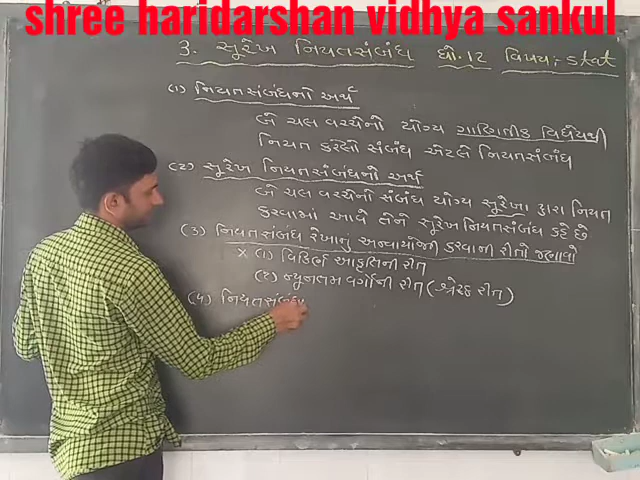 shree haridarshan vidhya sankul
3. સૂરેખ નિયતસંબંધ ધો.12 વિષય:-stat
(1) નિયતસંબંધનો અર્થ
બે ચલ વચ્ચેનો યોગ્ય ગાણિતીક વિધેયથી
નિયત કરેલો સંબંધ એટલે નિયતસંબંધ
(2) સૂરેખ નિયતસંબંધનો અર્થ
બે ચલ વચ્ચેનો સંબંધ યોગ્ય સૂરેખા દ્વારા નિયત
કરવામાં આવે તેને સૂરેખ નિયતસંબંધ કહે છે
(3) નિયતસંબંધ રેખાનું અન્વાયોજન કરવાની રીતો જણાવો
× (1) વિકિર્ણ આકૃતિની રીત
(2) ન્યૂનતમ વર્ગોની રીત (શ્રેષ્ઠ રીત)
(4) નિયતસંબંધ